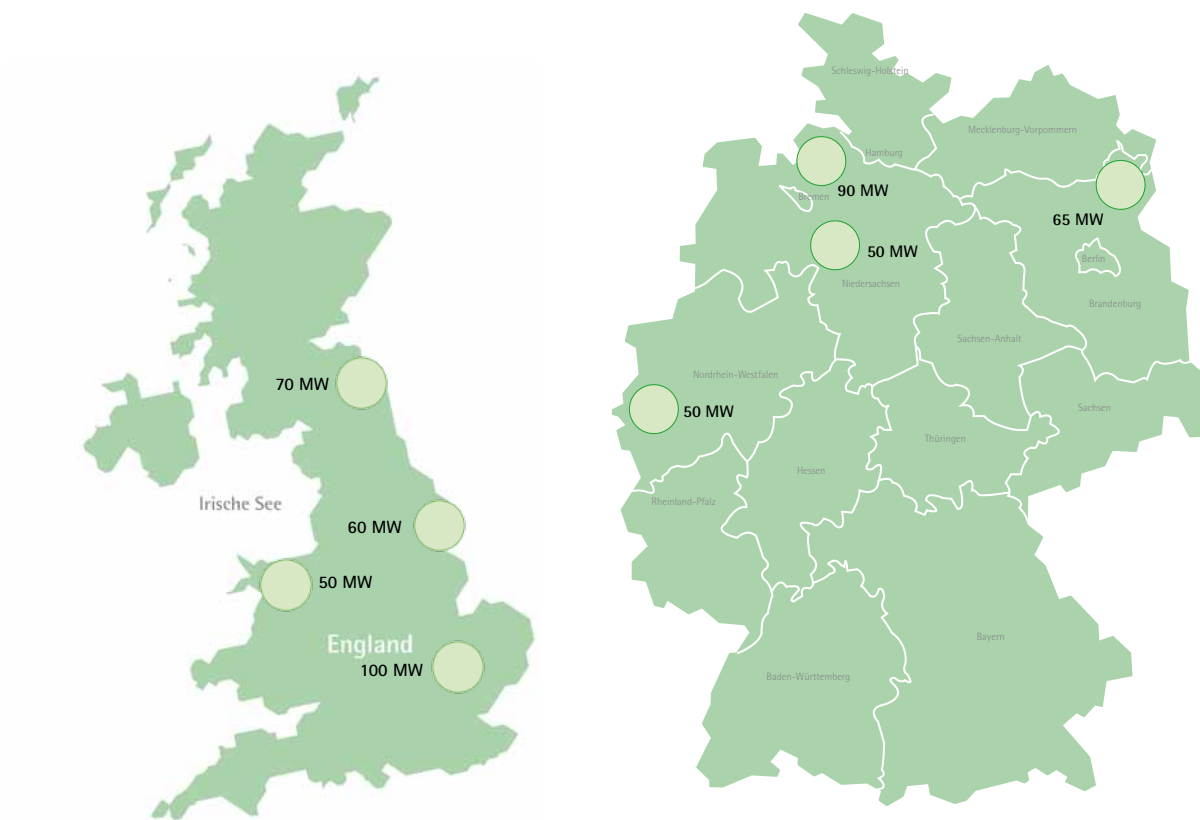 70 MW
Irische See
60 MW
50 MW
England
100 MW
Schleswig-Holstein
Mecklenburg-Vorpommern
Hamburg
90 MW
Bremen
65 MW
50 MW
Berlin
Niedersachsen
Brandenburg
Sachsen-Anhalt
Nordrhein-Westfalen
50 MW
Sachsen
Thüringen
Hessen
Rheinland-Pfalz
Bayern
Baden-Württemberg